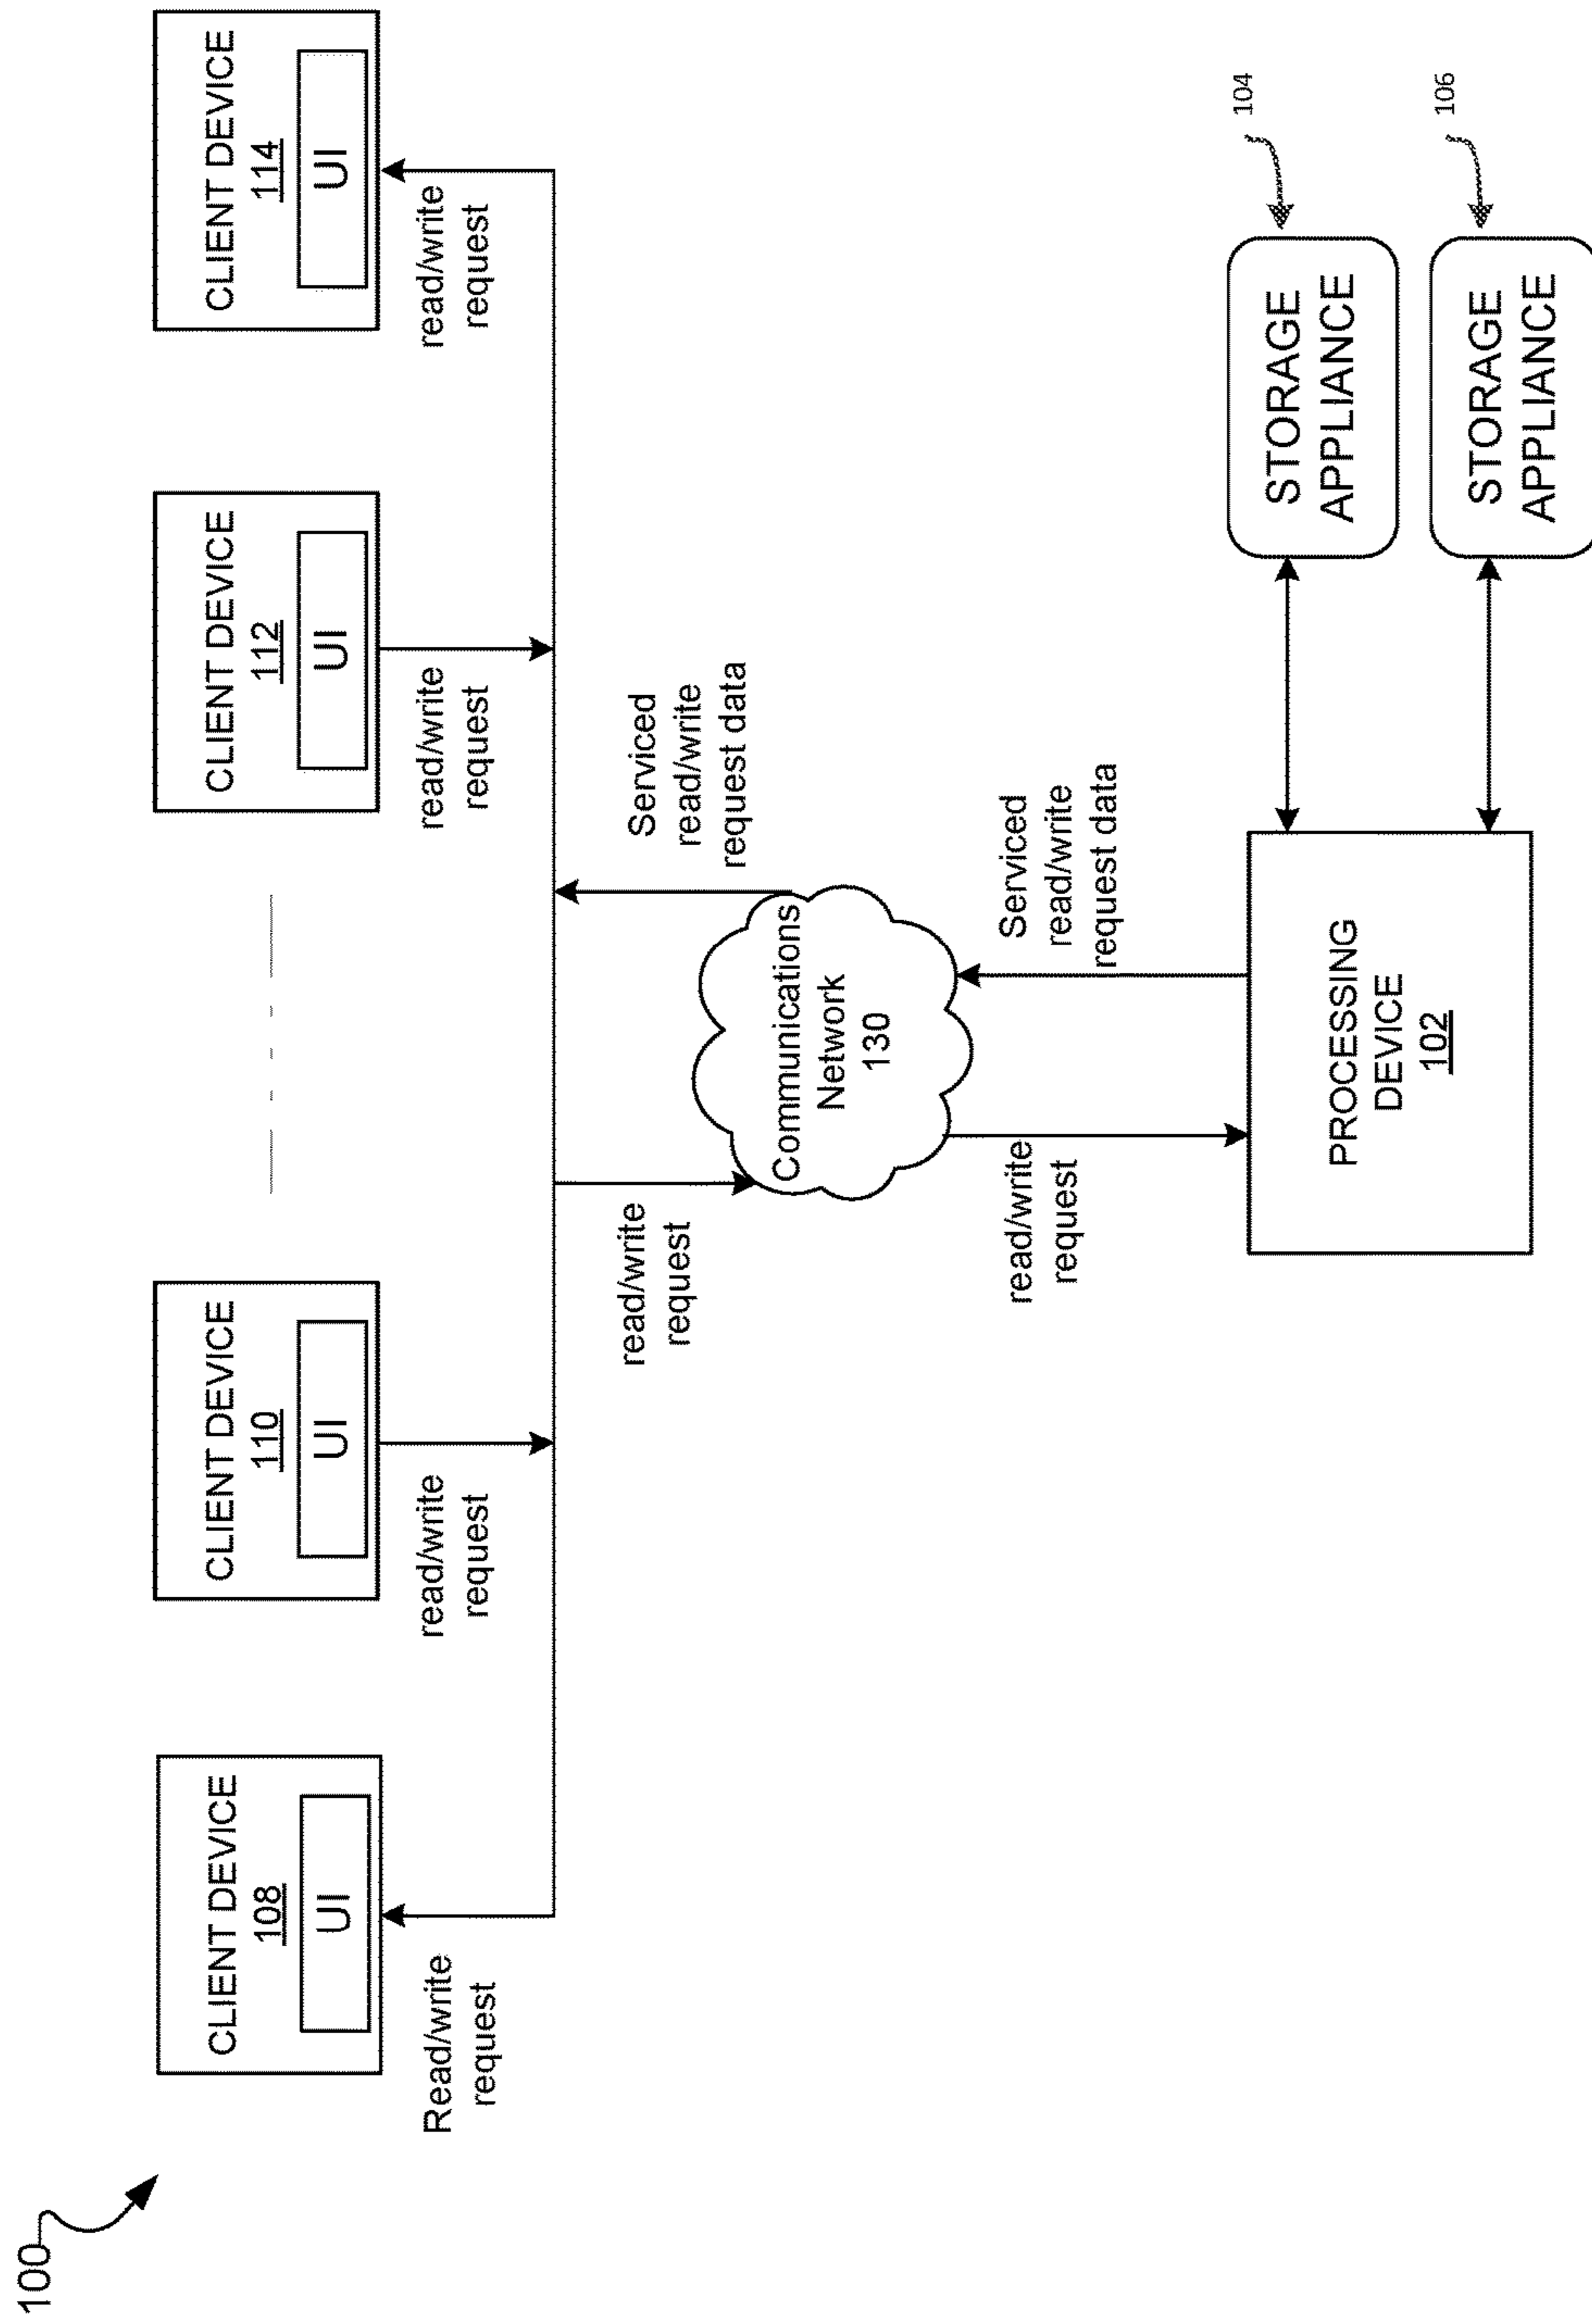 100
CLIENT DEVICE
108
UI
CLIENT DEVICE
110
UI
CLIENT DEVICE
112
UI
CLIENT DEVICE
114
UI
Read/write
request
read/write
request
read/write
request
read/write
request
read/write
request
Serviced
read/write
request data
Communications
Network
130
read/write
request
Serviced
read/write
request data
PROCESSING
DEVICE
102
STORAGE
APPLIANCE
104
STORAGE
APPLIANCE
106